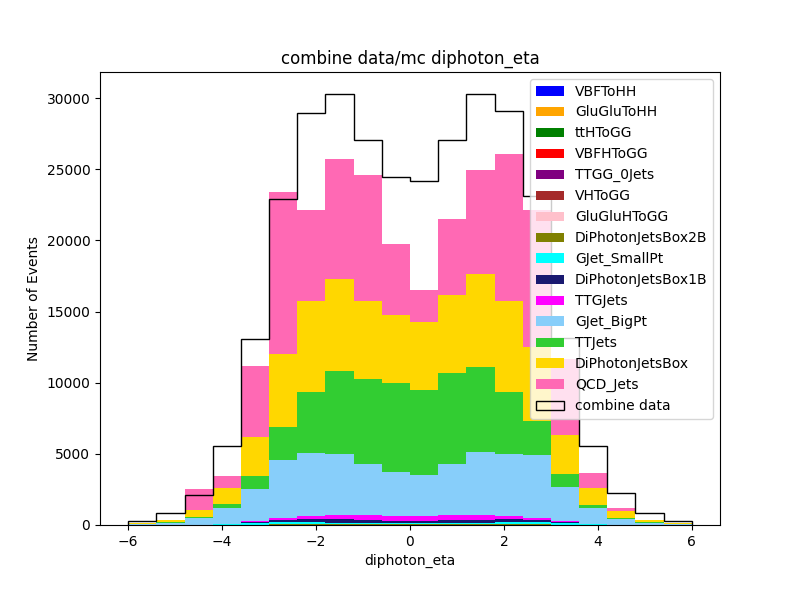 combine data/mc diphoton_eta
30000
25000
20000
15000
10000
5000
0
Number of Events
−6
−4
−2
0
2
4
6
diphoton_eta
VBFToHH
GluGluToHH
ttHToGG
VBFHToGG
TTGG_0Jets
VHToGG
GluGluHToGG
DiPhotonJetsBox2B
GJet_SmallPt
DiPhotonJetsBox1B
TTGJets
GJet_BigPt
TTJets
DiPhotonJetsBox
QCD_Jets
combine data